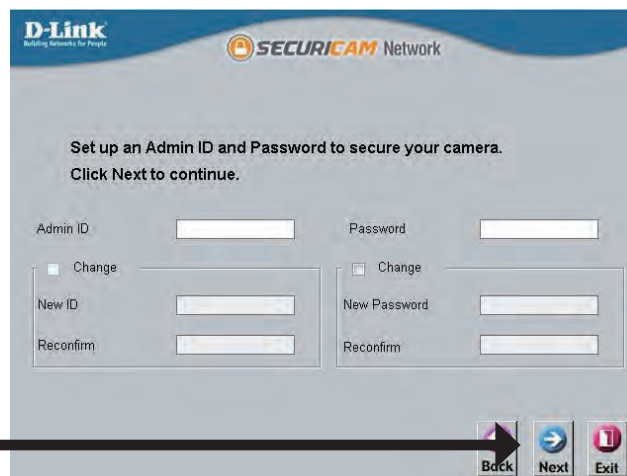 D-Link
Building Networks for People
SECURICAM Network
Set up an Admin ID and Password to secure your camera.
Click Next to continue.
Admin ID
Password
Change
Change
New ID
New Password
Reconfirm
Reconfirm
Back
Next
Exit